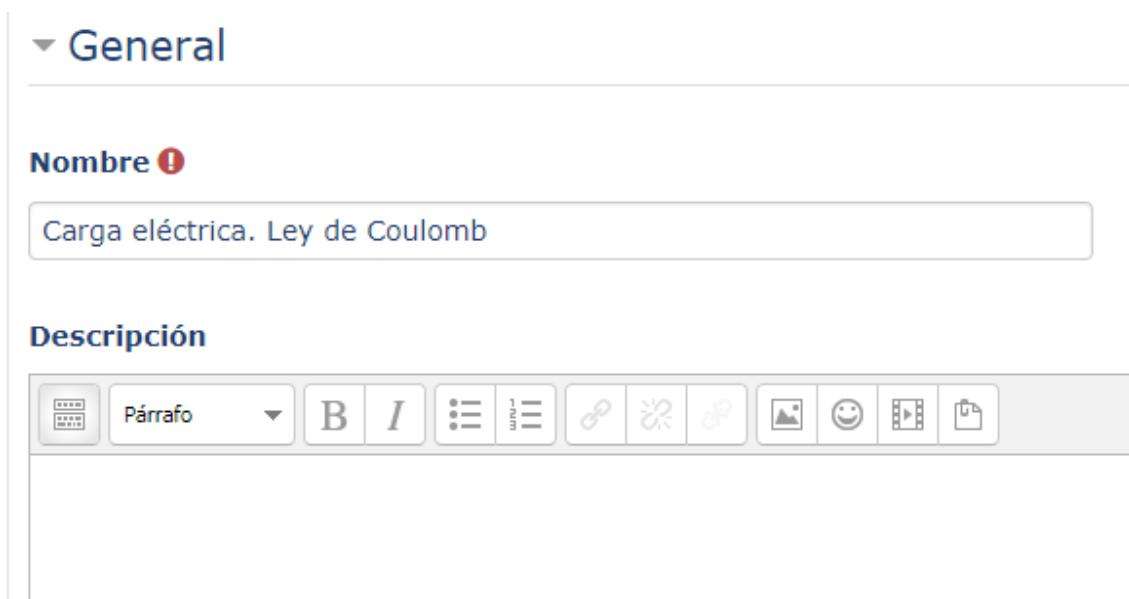 General
Nombre
Carga eléctrica. Ley de Coulomb
Descripción
Párrafo B I